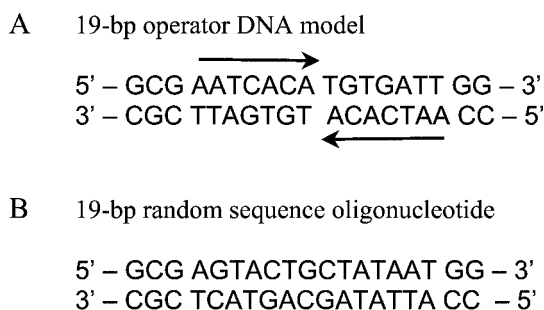 A 19-bp operator DNA model
5’ – GCG AATCACA TGTGATT GG – 3’
3’ – CGC TTAGTGT ACACTAA CC – 5’
B 19-bp random sequence oligonucleotide
5’ – GCG AGTACTGCTATAAT GG – 3’
3’ – CGC TCATGACGATATTA CC – 5’